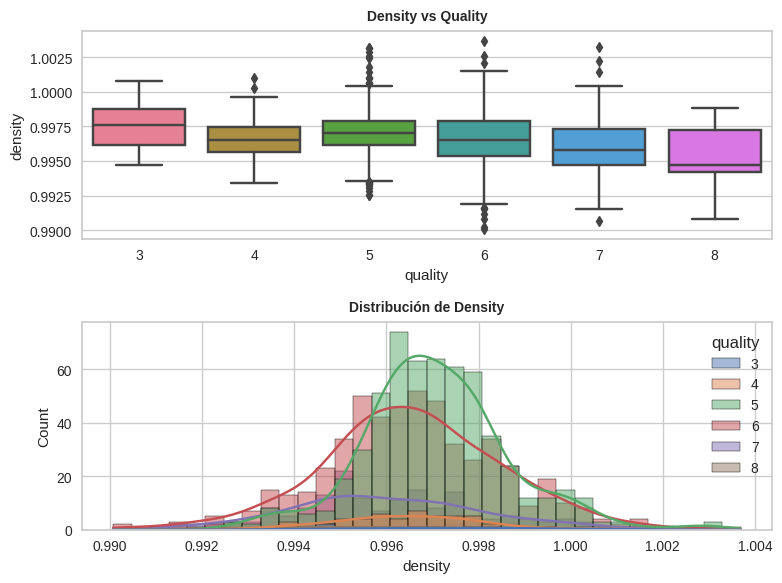 Density vs Quality
density
1.0025
1.0000
0.9975
0.9950
0.9925
0.9900
3 4 5 6 7 8
quality
Distribución de Density
Count
60
40
20
0
quality
3
4
5
6
7
8
0.990 0.992 0.994 0.996 0.998 1.000 1.002 1.004
density